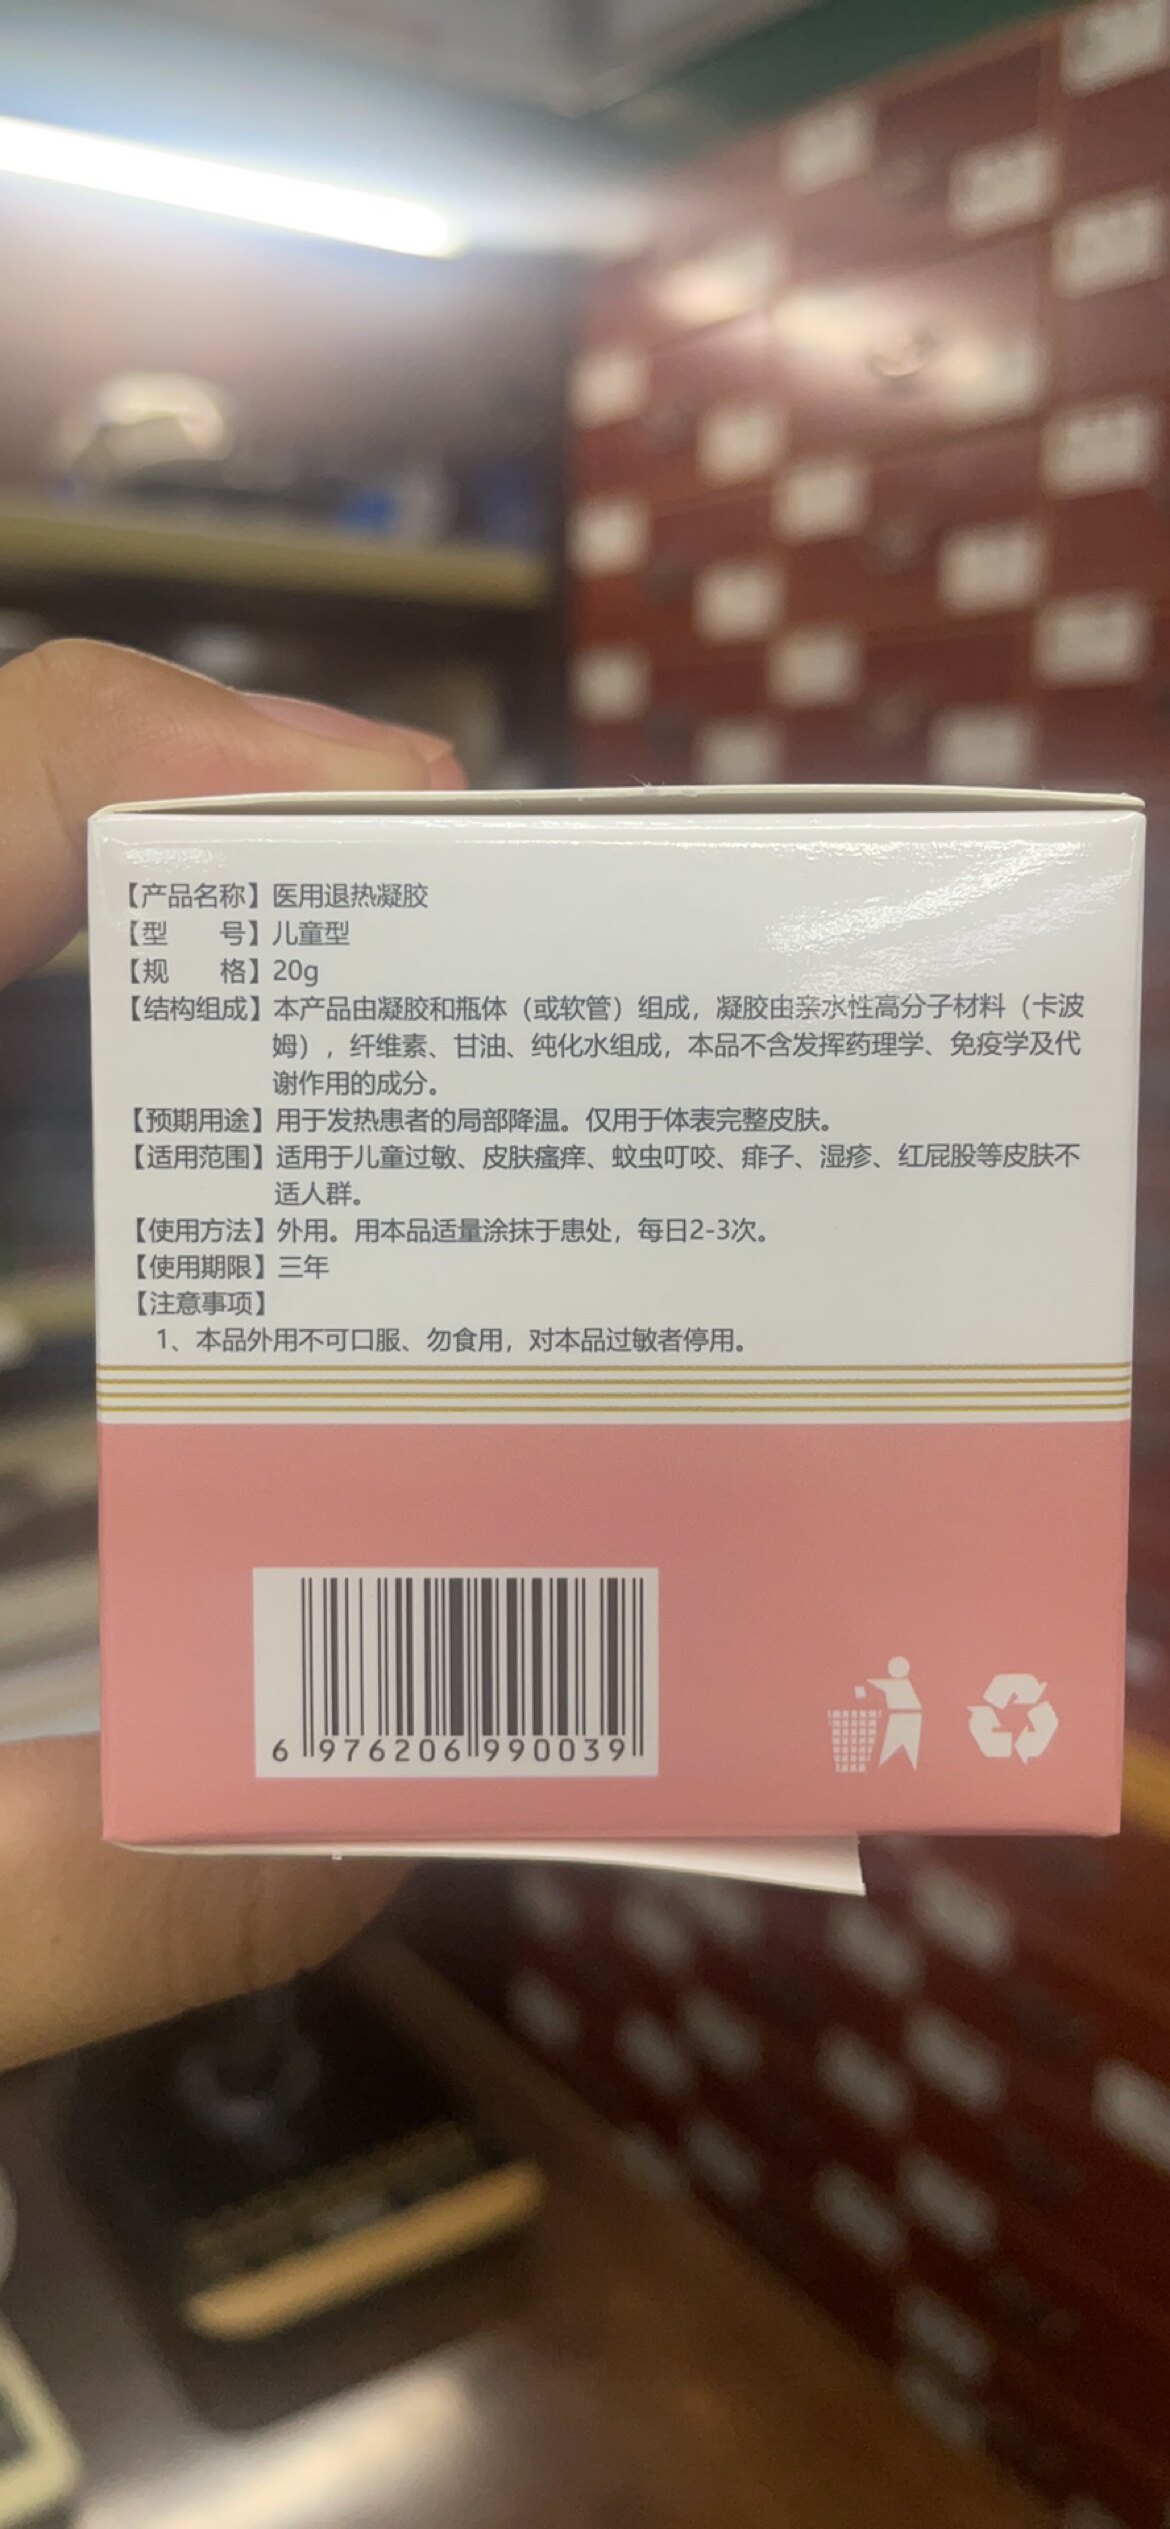 【产品名称】医用退热凝胶
【型　　号】儿童型
【规　　格】20g
【结构组成】本产品由凝胶和瓶体（或软管）组成，凝胶由亲水性高分子材料（卡波
姆），纤维素、甘油、纯化水组成，本品不含发挥药理学、免疫学及代
谢作用的成分。
【预期用途】用于发热患者的局部降温。仅用于体表完整皮肤。
【适用范围】适用于儿童过敏、皮肤瘙痒、蚊虫叮咬、痱子、湿疹、红屁股等皮肤不
适人群。
【使用方法】外用。用本品适量涂抹于患处，每日2-3次。
【使用期限】三年
【注意事项】
1、本品外用不可口服、勿食用，对本品过敏者停用。
6 976206 990039